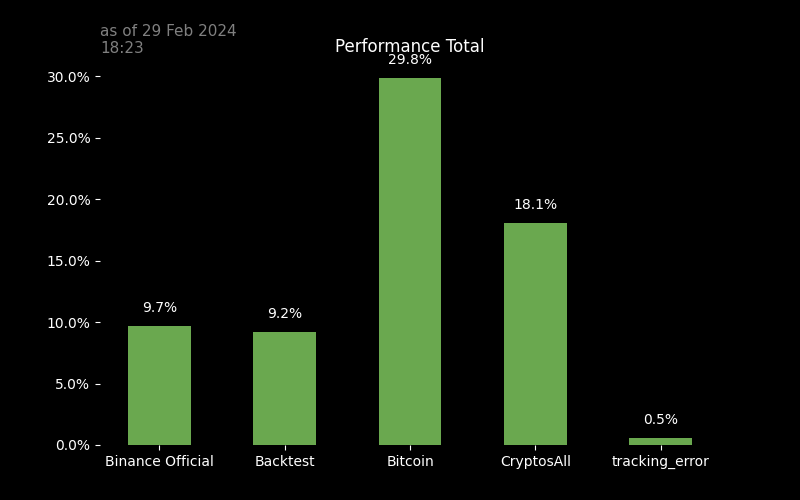 as of 29 Feb 2024
18:23
Performance Total
30.0%
25.0%
20.0%
15.0%
10.0%
5.0%
0.0%
9.7%
9.2%
29.8%
18.1%
0.5%
Binance Official
Backtest
Bitcoin
CryptosAll
tracking_error